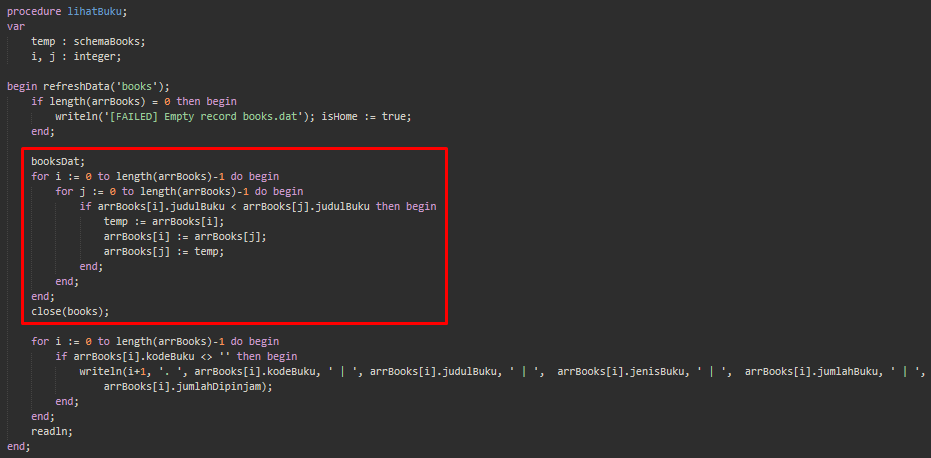 procedure lihatBuku;
var
    temp : schemaBooks;
    i, j : integer;
begin refreshData('books');
    if length(arrBooks) = 0 then begin
        writeln('[FAILED] Empty record books.dat'); isHome := true;
    end;
    booksDat;
    for i := 0 to length(arrBooks)-1 do begin
        for j := 0 to length(arrBooks)-1 do begin
            if arrBooks[i].judulBuku < arrBooks[j].judulBuku then begin
                temp := arrBooks[i];
                arrBooks[i] := arrBooks[j];
                arrBooks[j] := temp;
            end;
        end;
    end;
    close(books);
    for i := 0 to length(arrBooks)-1 do begin
        if arrBooks[i].kodeBuku <> '' then begin
            writeln(i+1, '. ', arrBooks[i].kodeBuku, ' | ', arrBooks[i].judulBuku, ' | ',  arrBooks[i].jenisBuku, ' | ',  arrBooks[i].jumlahBuku, ' | ',
                arrBooks[i].jumlahDipinjam);
        end;
    end;
    readln;
end;